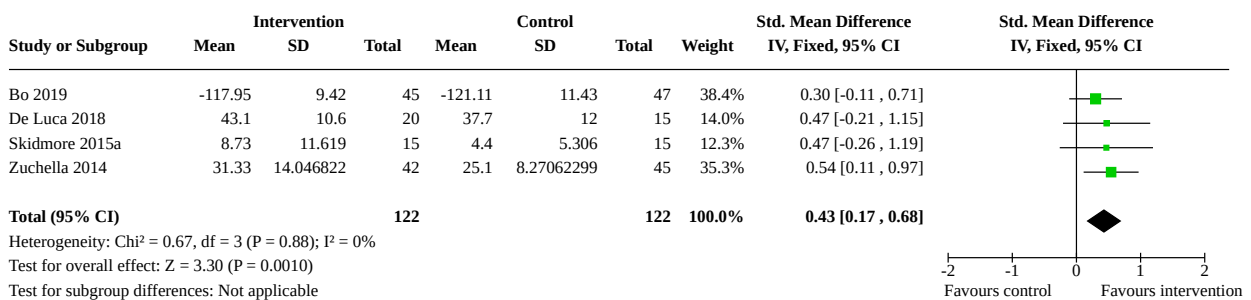 Intervention Control Std. Mean Difference Std. Mean Difference
Study or Subgroup Mean SD Total Mean SD Total Weight IV, Fixed, 95% CI IV, Fixed, 95% CI
Bo 2019 -117.95 9.42 45 -121.11 11.43 47 38.4% 0.30 [-0.11 , 0.71]
De Luca 2018 43.1 10.6 20 37.7 12 15 14.0% 0.47 [-0.21 , 1.15]
Skidmore 2015a 8.73 11.619 15 4.4 5.306 15 12.3% 0.47 [-0.26 , 1.19]
Zuchella 2014 31.33 14.046822 42 25.1 8.27062299 45 35.3% 0.54 [0.11 , 0.97]
Total (95% CI) 122 122 100.0% 0.43 [0.17 , 0.68]
Heterogeneity: Chi² = 0.67, df = 3 (P = 0.88); I² = 0%
Test for overall effect: Z = 3.30 (P = 0.0010)
-2 -1 0 1 2
Test for subgroup differences: Not applicable Favours control Favours intervention